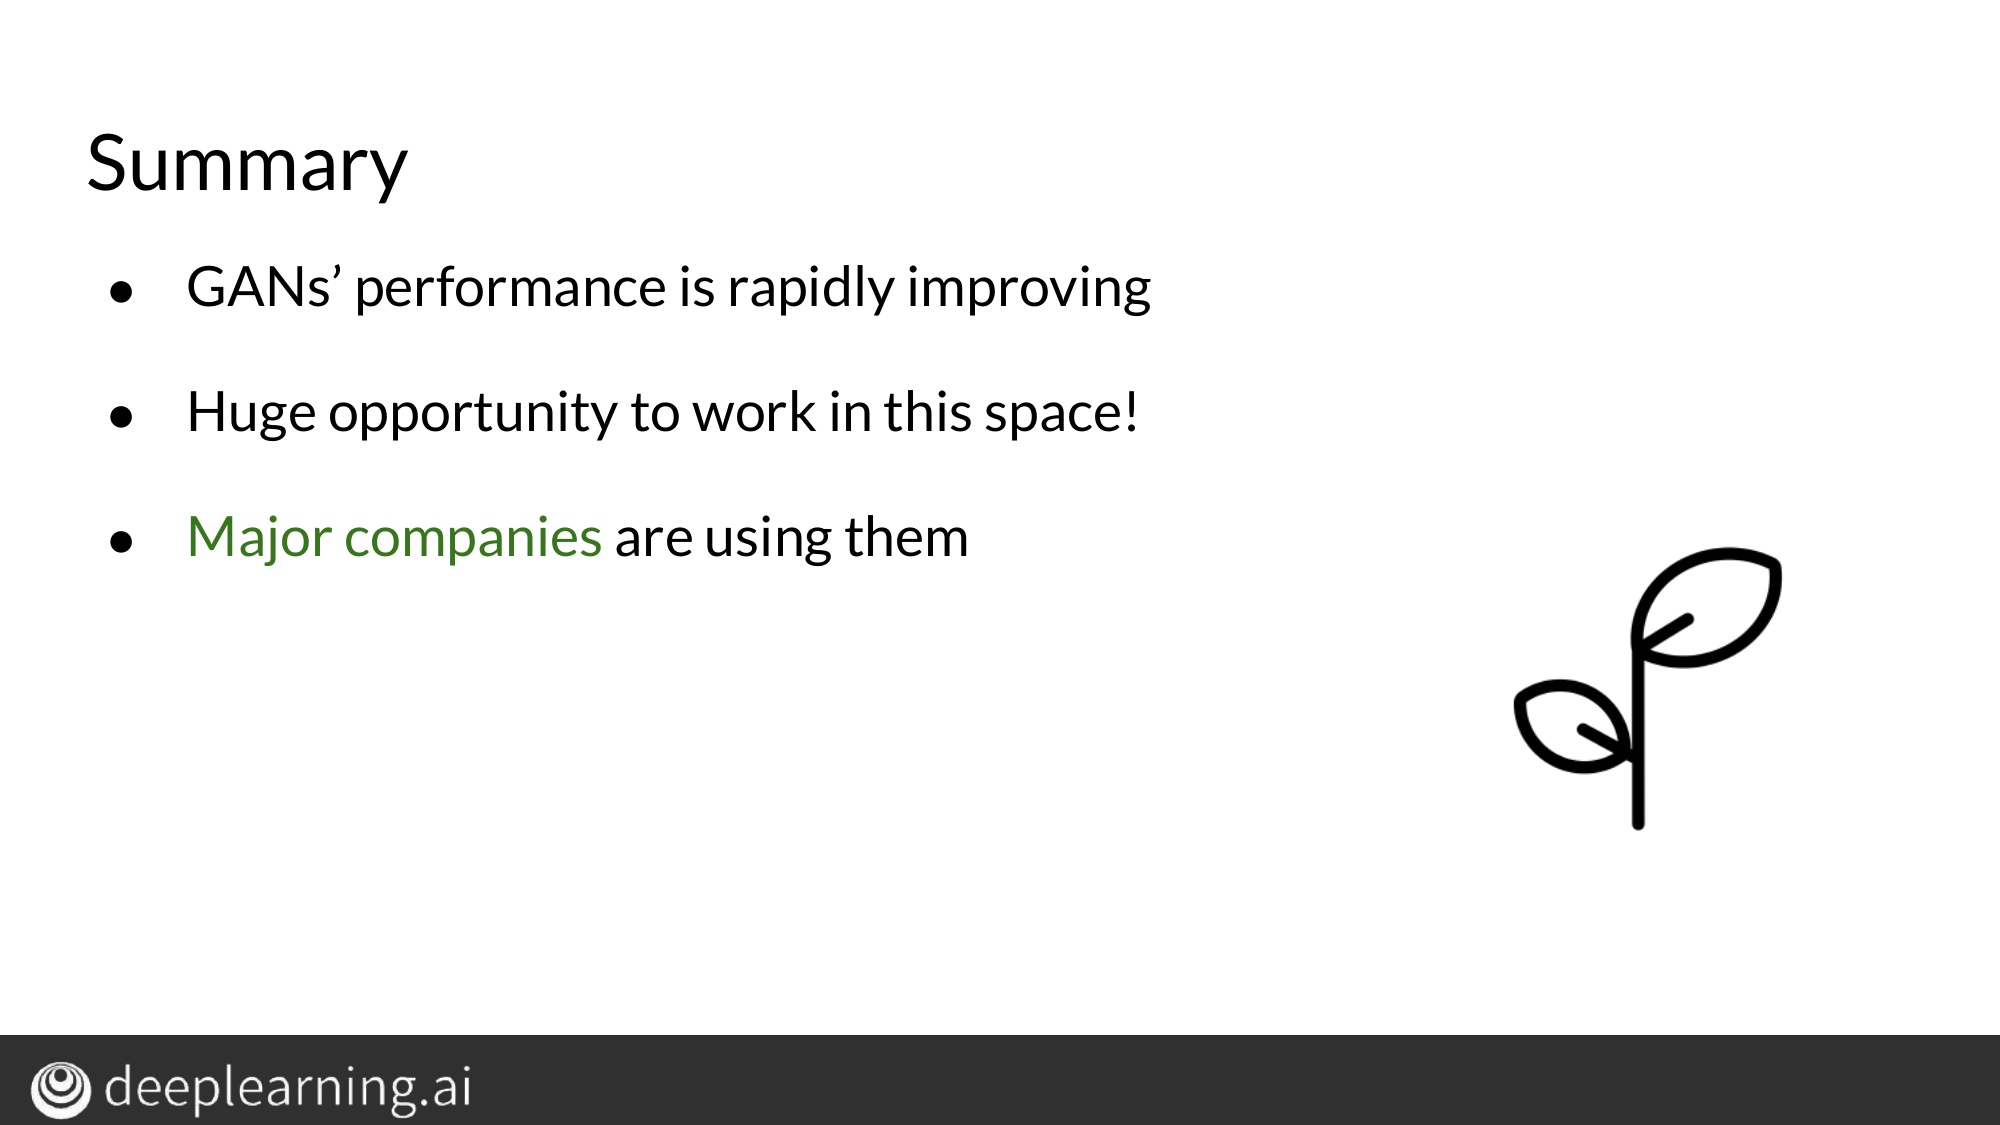 Summary
● GANs’ performance is rapidly improving
● Huge opportunity to work in this space!
● Major companies are using them
deeplearning.ai